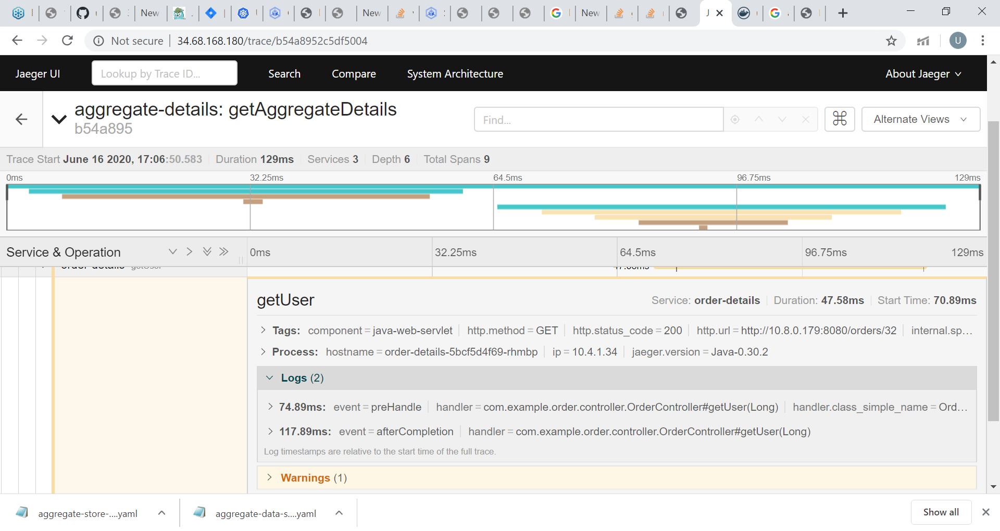 New
New
New
Not secure
34.68.168.180/trace/b54a8952c5df5004
U
Jaeger UI
Lookup by Trace ID...
Search
Compare
System Architecture
About Jaeger
aggregate-details: getAggregateDetails
b54a895
Find...
Alternate Views
Trace Start June 16 2020, 17:06:50.583
Duration 129ms
Services 3
Depth 6
Total Spans 9
0ms 32.25ms 64.5ms 96.75ms 129ms
Service & Operation
0ms 32.25ms 64.5ms 96.75ms 129ms
order-details getUser
getUser
Service: order-details
Duration: 47.58ms
Start Time: 70.89ms
Tags: component = java-web-servlet http.method = GET http.status_code = 200 http.url = http://10.8.0.179:8080/orders/32 internal.sp...
Process: hostname = order-details-5bcf5d4f69-rhmbp ip = 10.4.1.34 jaeger.version = Java-0.30.2
Logs (2)
74.89ms: event = preHandle handler = com.example.order.controller.OrderController#getUser(Long) handler.class_simple_name = Ord...
117.89ms: event = afterCompletion handler = com.example.order.controller.OrderController#getUser(Long)
Log timestamps are relative to the start time of the full trace.
Warnings (1)
aggregate-store-....yaml
aggregate-data-s....yaml
Show all